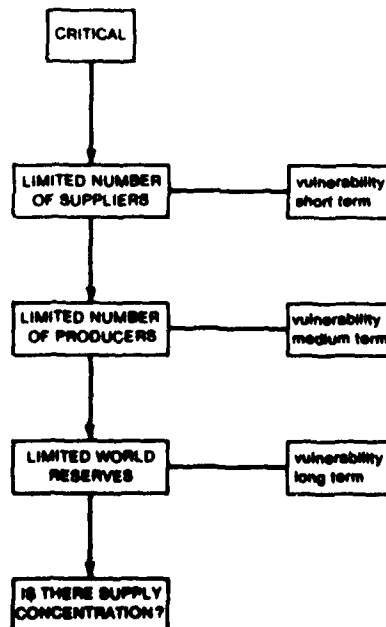 CRITICAL
LIMITED NUMBER
OF SUPPLIERS
vulnerability
short term
LIMITED NUMBER
OF PRODUCERS
vulnerability
medium term
LIMITED WORLD
RESERVES
vulnerability
long term
IS THERE SUPPLY
CONCENTRATION?